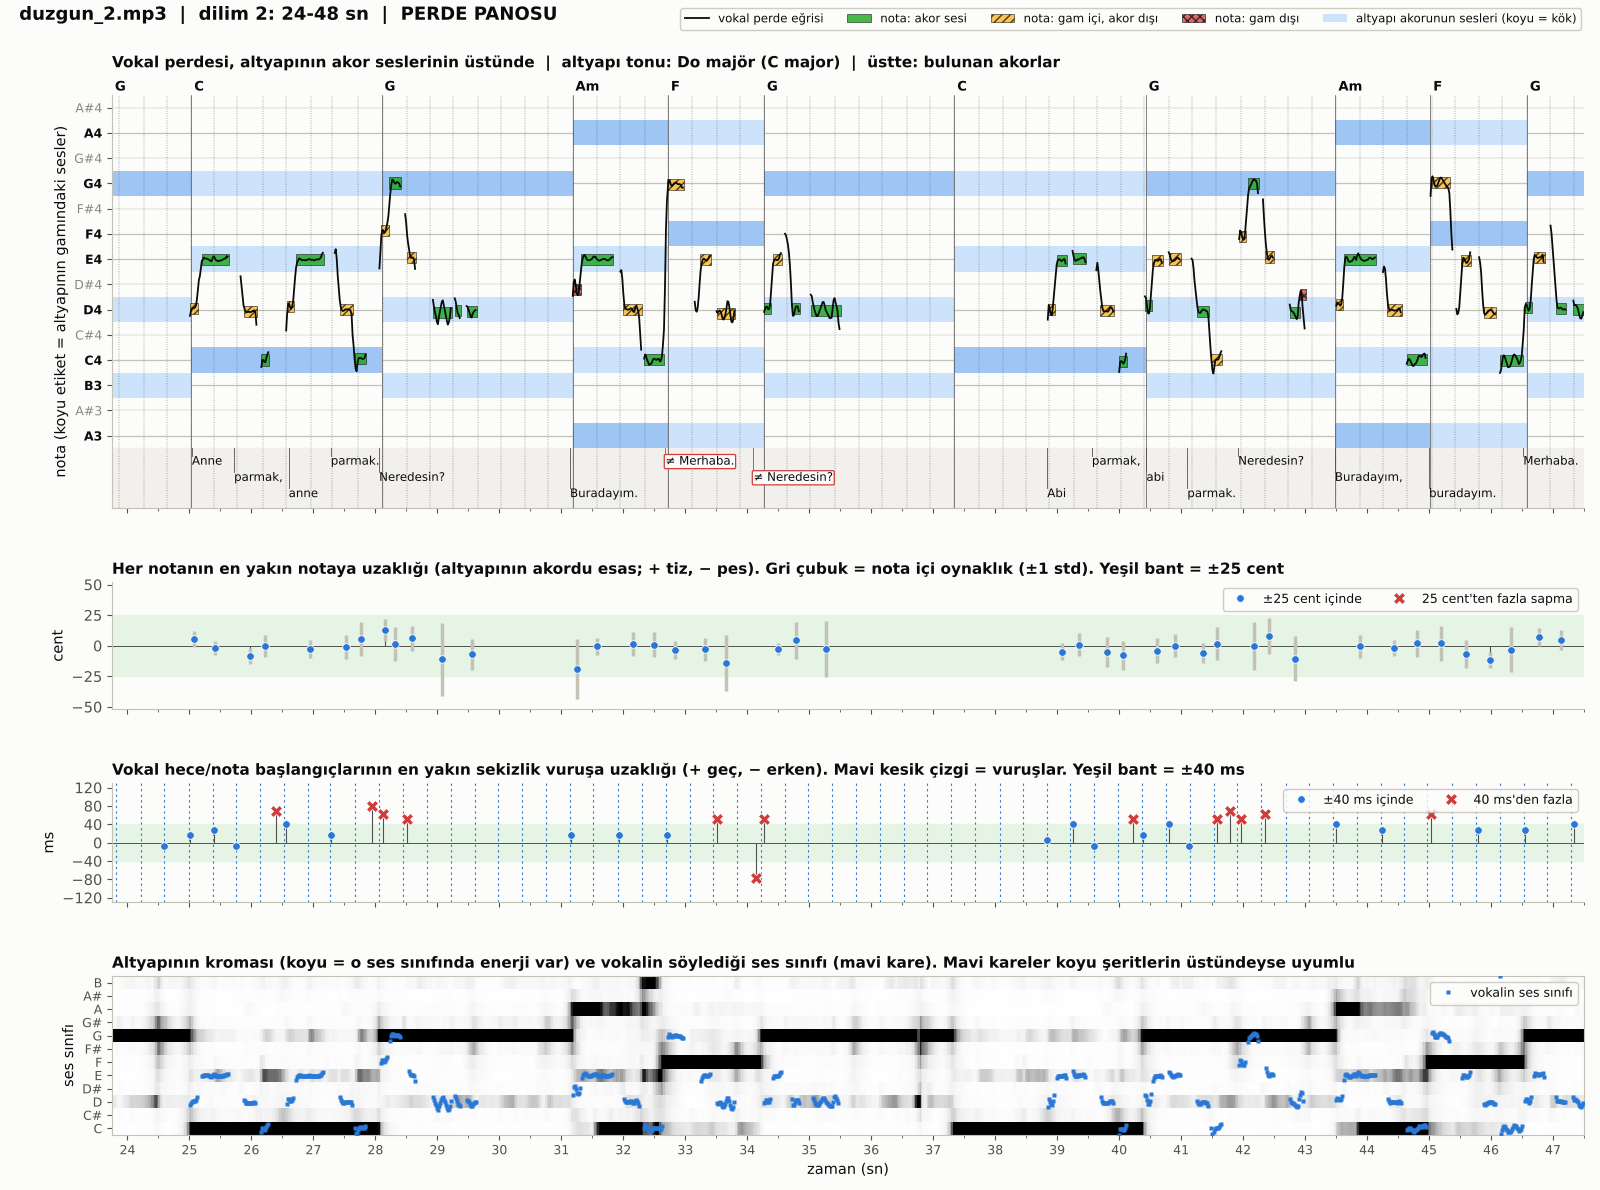 duzgun_2.mp3 | dilim 2: 24-48 sn | PERDE PANOSU
vokal perde eğrisi
nota: akor sesi
nota: gam içi, akor dışı
nota: gam dışı
altyapı akorunun sesleri (koyu = kök)
Vokal perdesi, altyapının akor seslerinin üstünde | altyapı tonu: Do majör (C major) | üstte: bulunan akorlar
G C G Am F G C G Am F G
nota (koyu etiket = altyapının gamındaki sesler)
A#4
A4
G#4
G4
F#4
F4
E4
D#4
D4
C#4
C4
B3
A#3
A3
Anne parmak. ≠ Merhaba. parmak, Neredesin? Merhaba.
parmak, Neredesin? ≠ Neredesin? abi Buradayım,
anne Buradayım. Abi parmak. buradayım.
Her notanın en yakın notaya uzaklığı (altyapının akordu esas; + tiz, − pes). Gri çubuk = nota içi oynaklık (±1 std). Yeşil bant = ±25 cent
cent
50
25
0
−25
−50
±25 cent içinde
25 cent'ten fazla sapma
Vokal hece/nota başlangıçlarının en yakın sekizlik vuruşa uzaklığı (+ geç, − erken). Mavi kesik çizgi = vuruşlar. Yeşil bant = ±40 ms
ms
120
80
40
0
−40
−80
−120
±40 ms içinde
40 ms'den fazla
Altyapının kroması (koyu = o ses sınıfında enerji var) ve vokalin söylediği ses sınıfı (mavi kare). Mavi kareler koyu şeritlerin üstündeyse uyumlu
ses sınıfı
B
A#
A
G#
G
F#
F
E
D#
D
C#
C
vokalin ses sınıfı
24 25 26 27 28 29 30 31 32 33 34 35 36 37 38 39 40 41 42 43 44 45 46 47
zaman (sn)